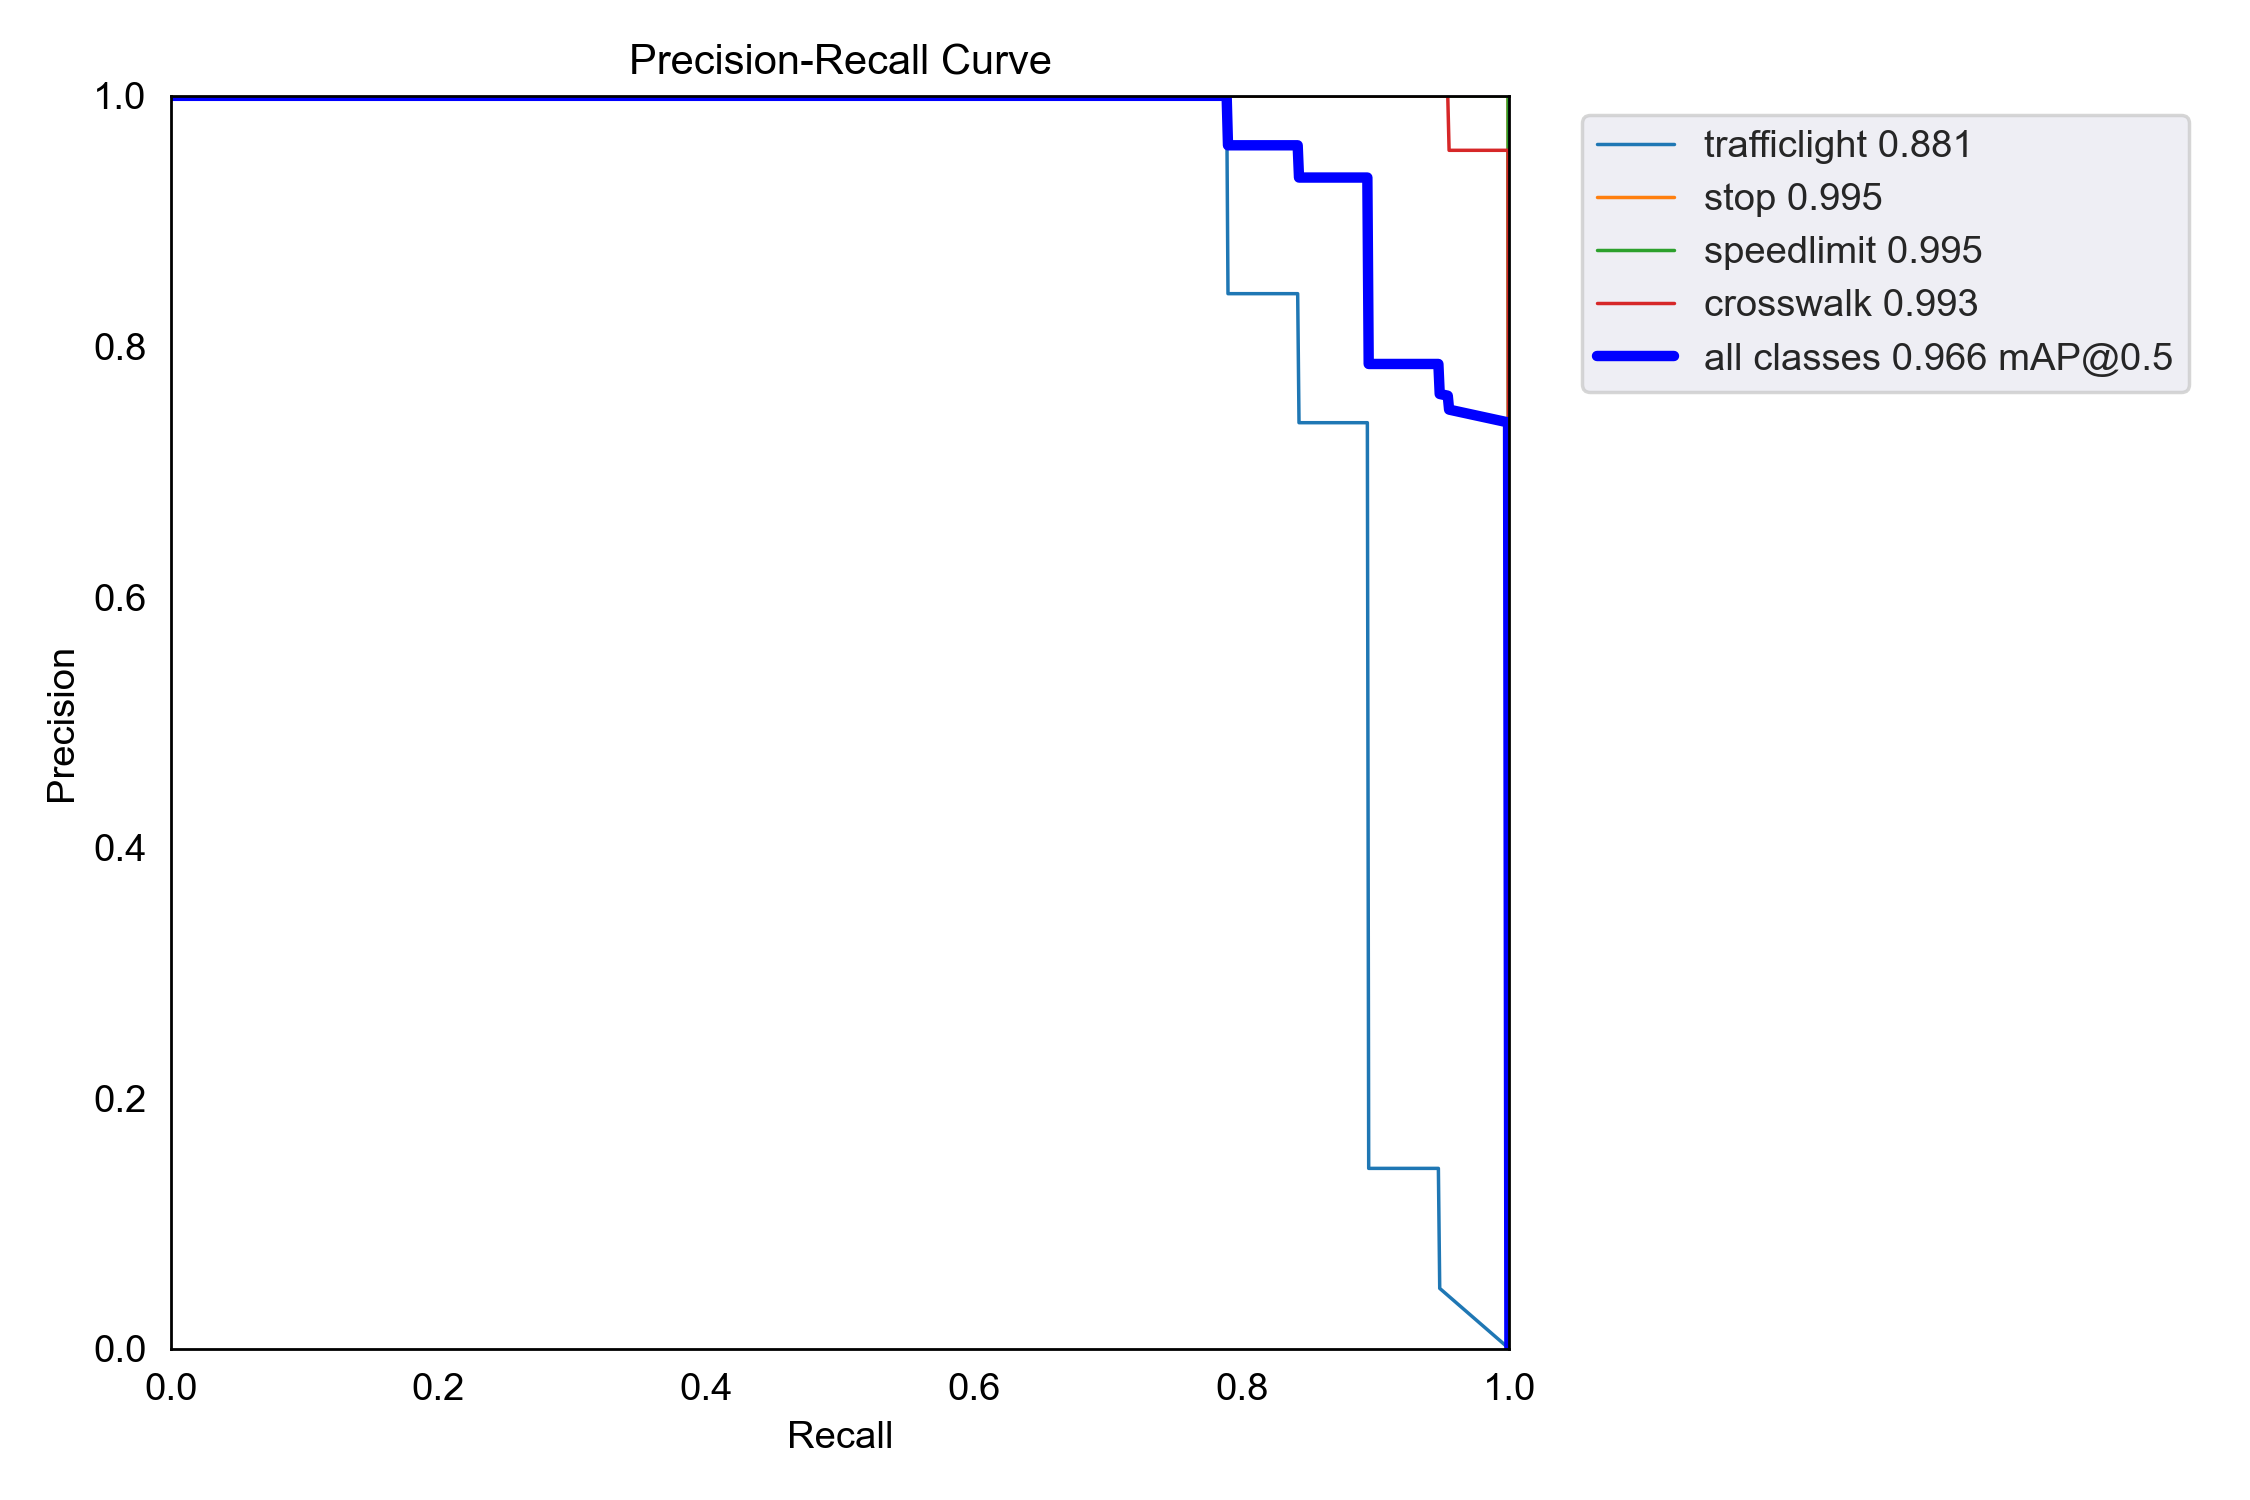 Precision-Recall Curve
1.0
0.8
0.6
0.4
0.2
0.0
Precision
0.0 0.2 0.4 0.6 0.8 1.0
Recall
trafficlight 0.881
stop 0.995
speedlimit 0.995
crosswalk 0.993
all classes 0.966 mAP@0.5